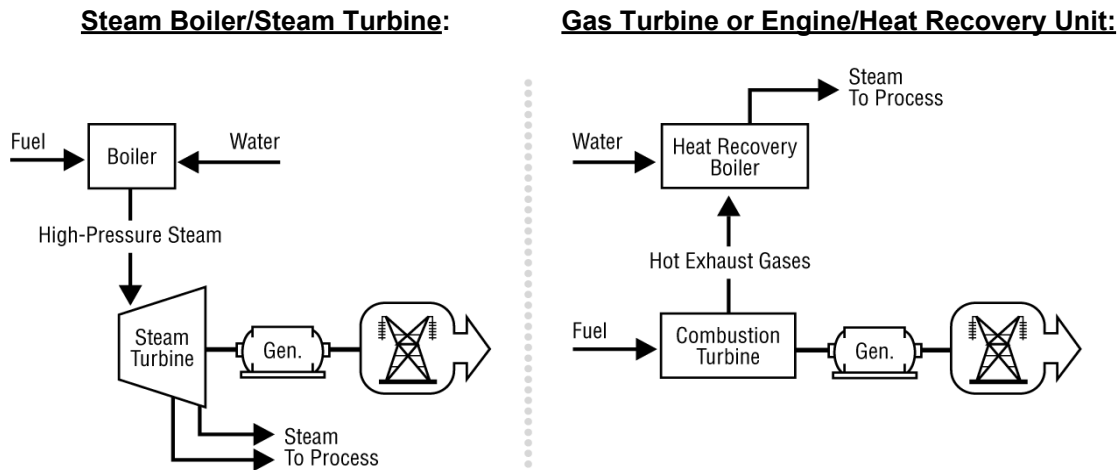 Steam Boiler/Steam Turbine:
Fuel
Boiler
Water
High-Pressure Steam
Steam
Turbine
Gen.
Steam
To Process
Gas Turbine or Engine/Heat Recovery Unit:
Steam
To Process
Water
Heat Recovery
Boiler
Hot Exhaust Gases
Fuel
Combustion
Turbine
Gen.